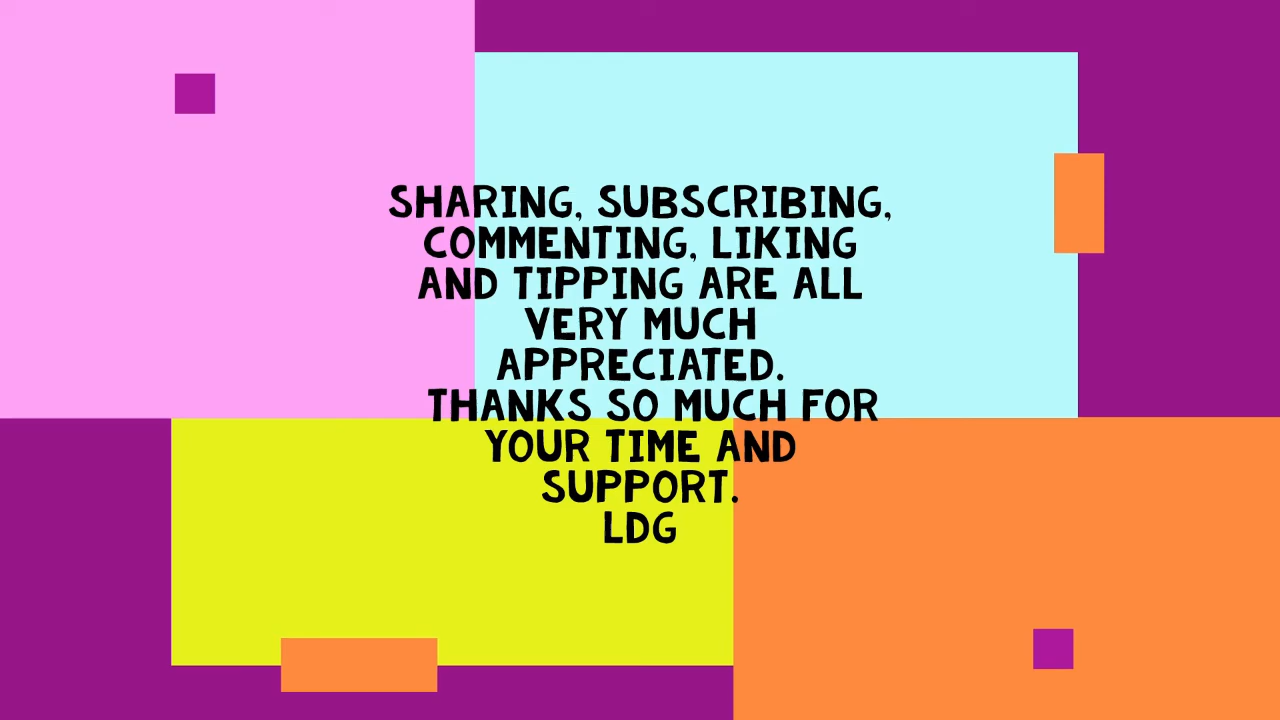 SHARING, SUBSCRIBING,
COMMENTING, LIKING
AND TIPPING ARE ALL
VERY MUCH
APPRECIATED.
THANKS SO MUCH FOR
YOUR TIME AND
SUPPORT.
LDG